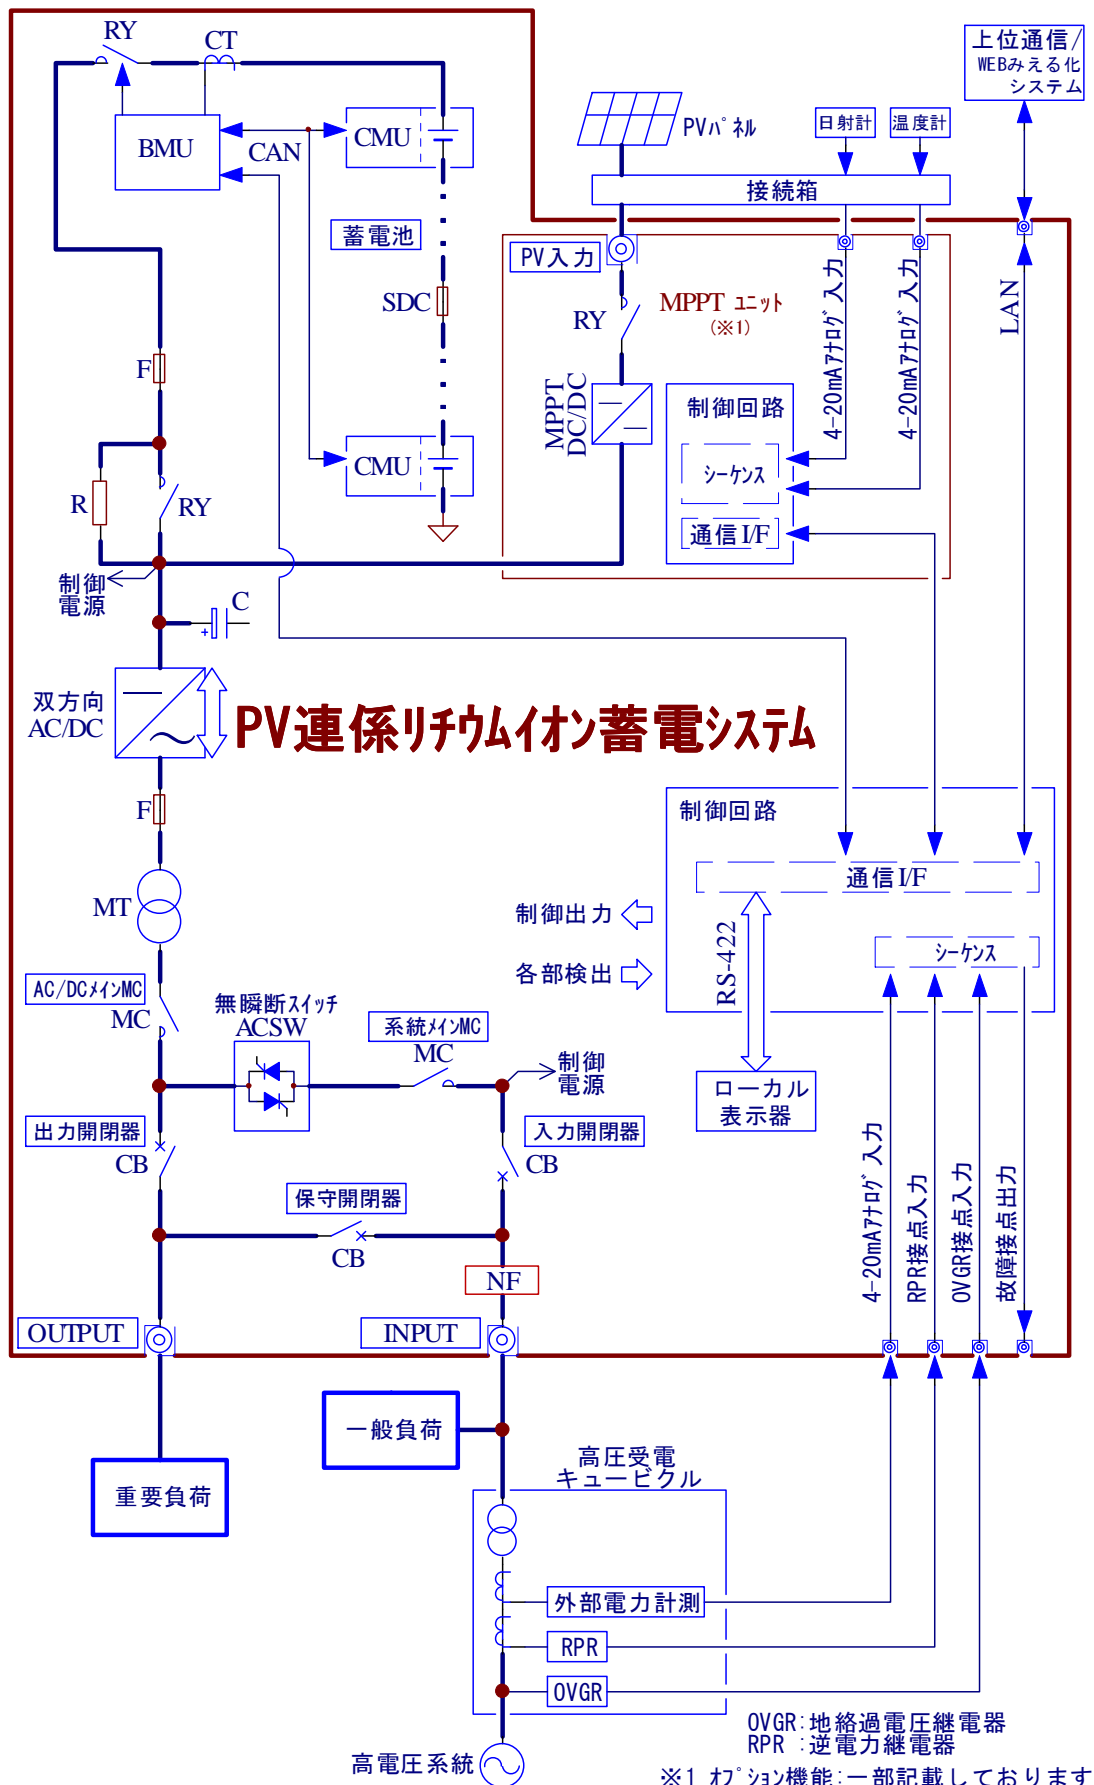 RY
CT
上位通信/
WEBみえる化
システム
BMU
CAN
CMU
PVパネル
日射計
温度計
接続箱
蓄電池
PV入力
SDC
RY
MPPT ユニット
(※1)
4-20mAアナログ入力
4-20mAアナログ入力
LAN
F
MPPT
DC/DC
制御回路
シーケンス
通信I/F
CMU
R
RY
制御
電源
C
双方向
AC/DC
PV連係リチウムイオン蓄電システム
F
制御回路
通信I/F
MT
制御出力
各部検出
RS-422
シーケンス
AC/DCメインMC
MC
無瞬断スイッチ
ACSW
系統メインMC
MC
制御
電源
ローカル
表示器
出力開閉器
CB
入力開閉器
CB
保守開閉器
CB
NF
4-20mAアナログ入力
RPR接点入力
OVGR接点入力
故障接点出力
OUTPUT
INPUT
一般負荷
重要負荷
高圧受電
キュービクル
外部電力計測
RPR
OVGR
OVGR:地絡過電圧継電器
RPR :逆電力継電器
高電圧系統
※1 オプション機能:一部記載しております